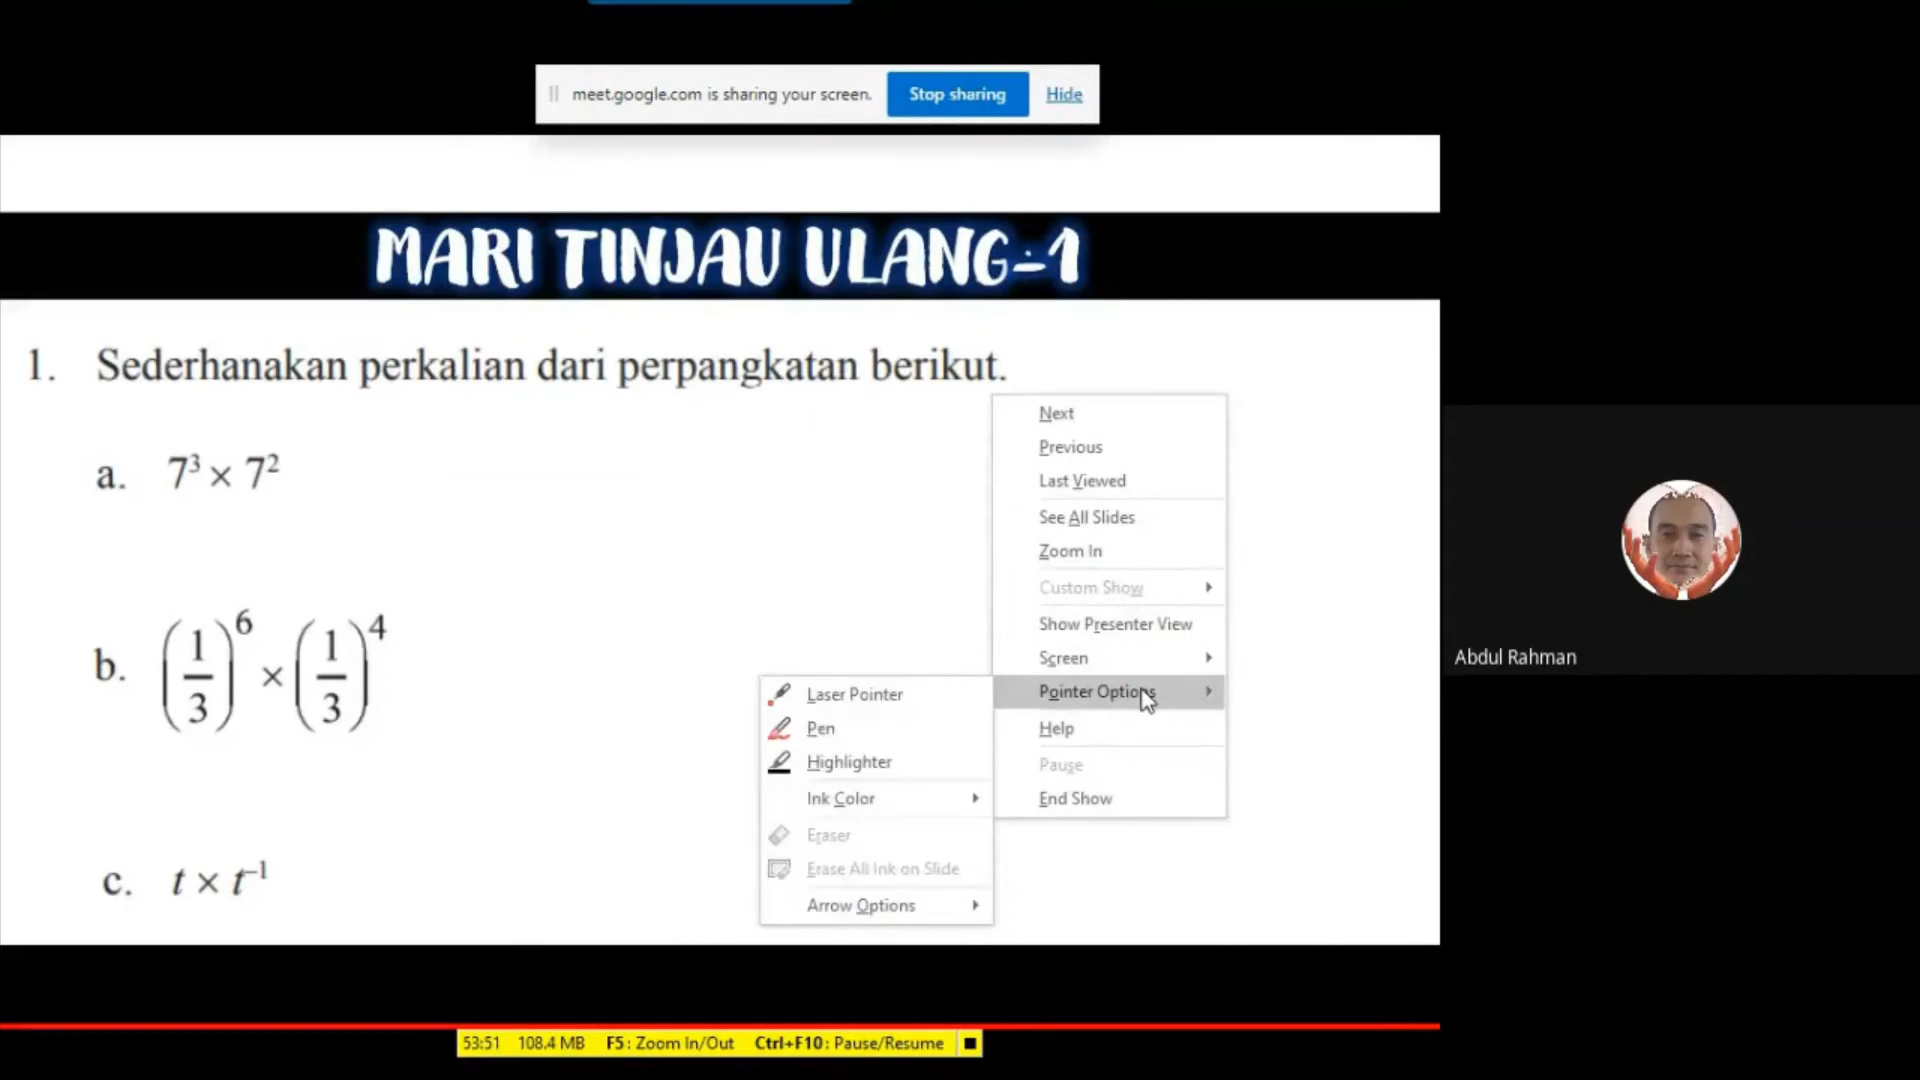 meet.google.com is sharing your screen. Stop sharing Hide
MARI TINJAU ULANG-1
1. Sederhanakan perkalian dari perpangkatan berikut.
a. 7³ × 7²
b. (1/3)⁶ × (1/3)⁴
c. t × t⁻¹
Next
Previous
Last Viewed
See All Slides
Zoom In
Custom Show
Show Presenter View
Screen
Pointer Options
Help
Pause
End Show
Laser Pointer
Pen
Highlighter
Ink Color
Eraser
Erase All Ink on Slide
Arrow Options
Abdul Rahman
53:51 108.4 MB F5: Zoom In/Out Ctrl+F10: Pause/Resume